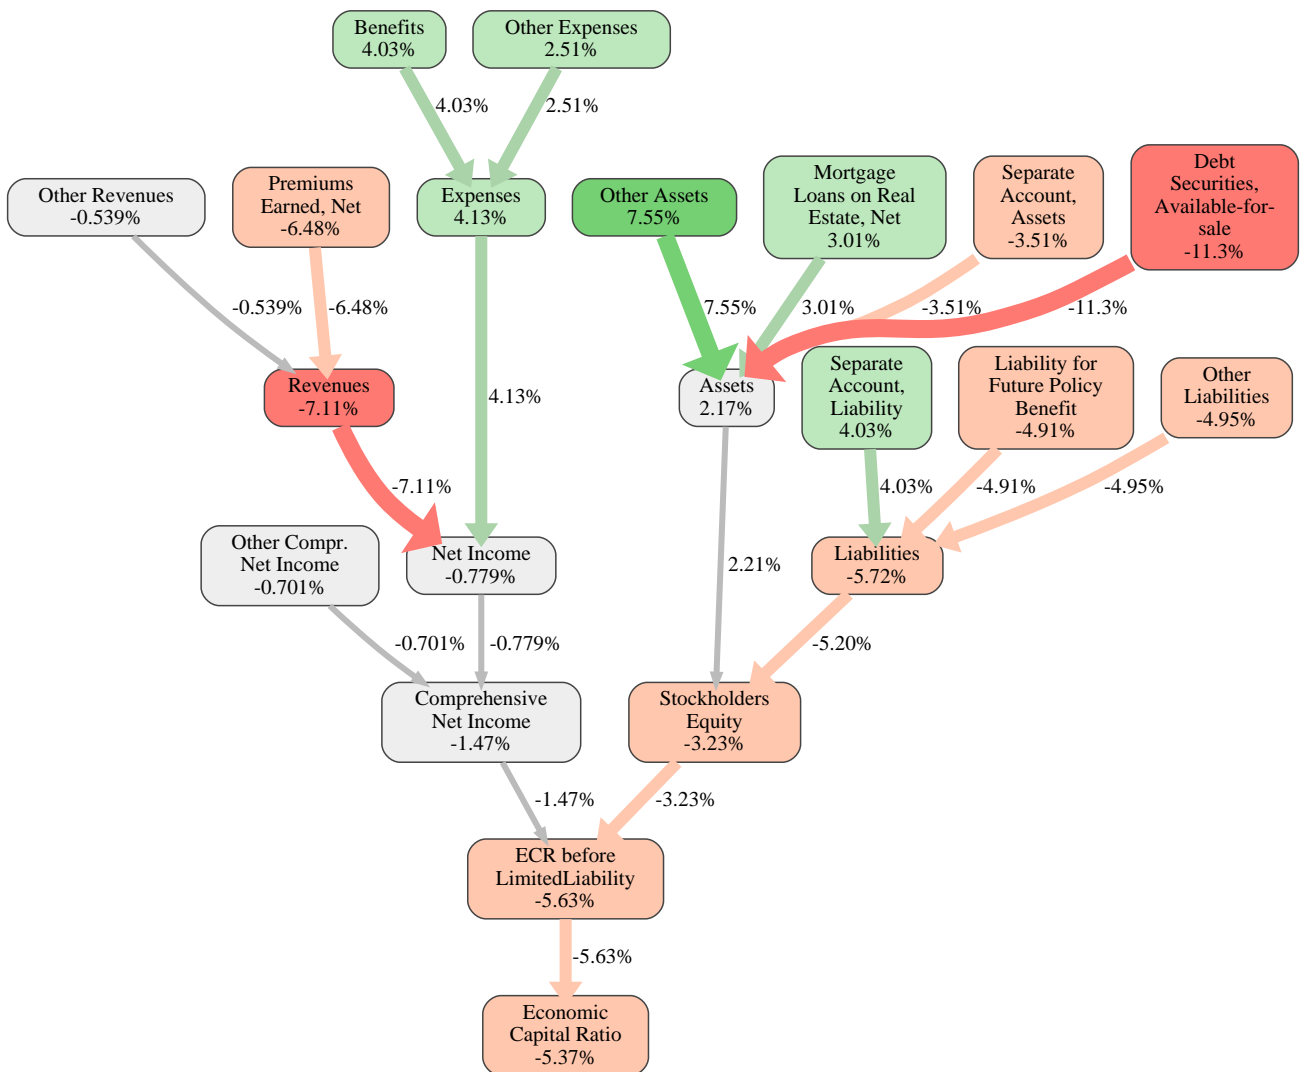 Benefits
4.03%
Other Expenses
2.51%
4.03%
2.51%
Other Revenues
-0.539%
Premiums
Earned, Net
-6.48%
Expenses
4.13%
Other Assets
7.55%
Mortgage
Loans on Real
Estate, Net
3.01%
Separate
Account,
Assets
-3.51%
Debt
Securities,
Available-for-
sale
-11.3%
-0.539%
-6.48%
7.55%
3.01%
-3.51%
-11.3%
Revenues
-7.11%
4.13%
Assets
2.17%
Separate
Account,
Liability
4.03%
Liability for
Future Policy
Benefit
-4.91%
Other
Liabilities
-4.95%
-7.11%
4.03%
-4.91%
-4.95%
Other Compr.
Net Income
-0.701%
Net Income
-0.779%
2.21%
Liabilities
-5.72%
-0.701%
-0.779%
-5.20%
Comprehensive
Net Income
-1.47%
Stockholders
Equity
-3.23%
-1.47%
-3.23%
ECR before
LimitedLiability
-5.63%
-5.63%
Economic
Capital Ratio
-5.37%